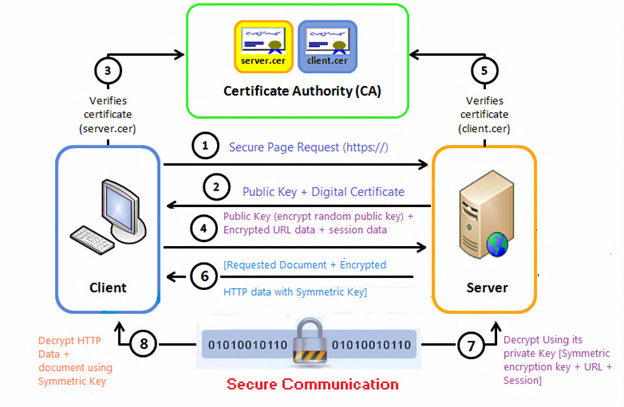 server.cer
client.cer
Certificate Authority (CA)
3
5
Verifies
certificate
(server.cer)
Verifies
certificate
(client.cer)
1
Secure Page Request (https://)
2
Public Key + Digital Certificate
4
Public Key (encrypt random public key) +
Encrypted URL data + session data
6
[Requested Document + Encrypted
HTTP data with Symmetric Key]
Client
Server
8
01010010110
01010010110
7
Decrypt HTTP
Data +
document using
Symmetric Key
Decrypt Using its
private Key [Symmetric
encryption key + URL +
Session]
Secure Communication